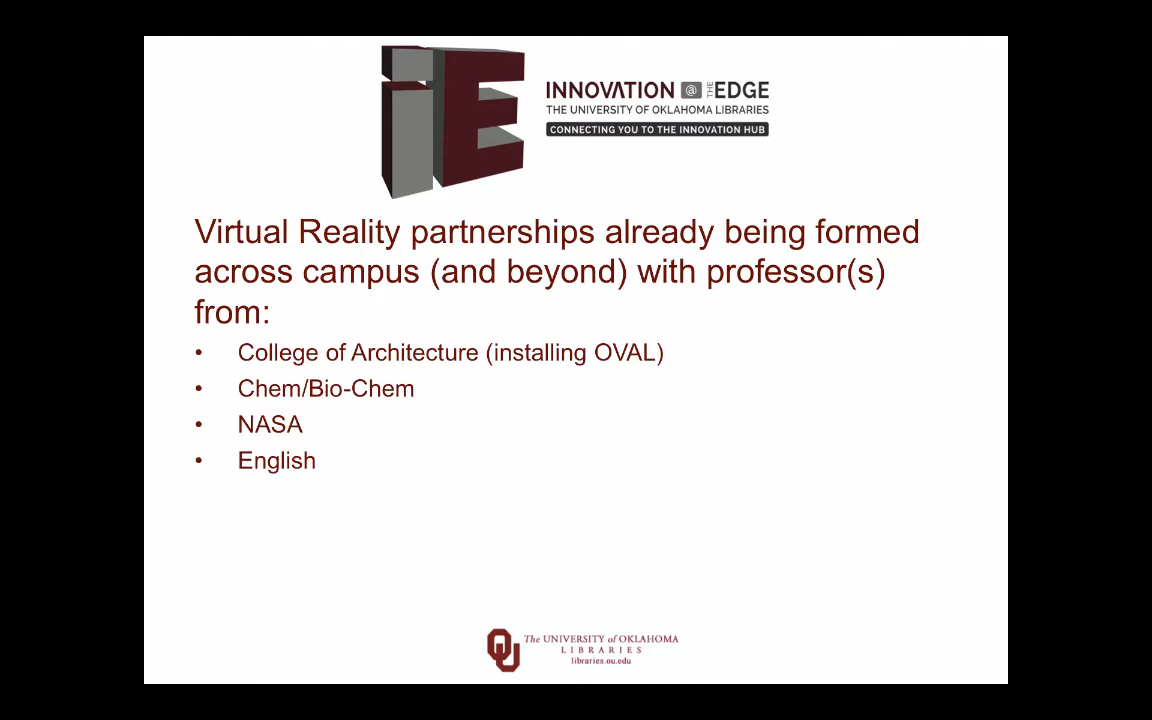 iE
INNOVATION @ THE EDGE
THE UNIVERSITY OF OKLAHOMA LIBRARIES
CONNECTING YOU TO THE INNOVATION HUB
Virtual Reality partnerships already being formed
across campus (and beyond) with professor(s)
from:
• College of Architecture (installing OVAL)
• Chem/Bio-Chem
• NASA
• English
OU
The UNIVERSITY of OKLAHOMA
LIBRARIES
libraries.ou.edu